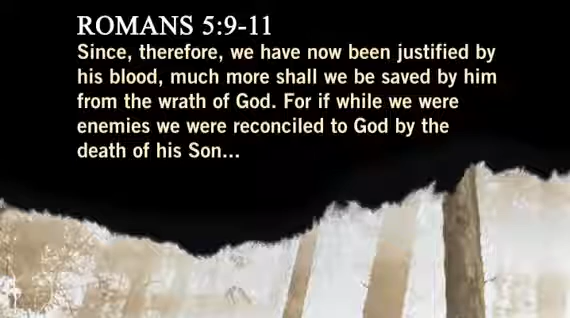 ROMANS 5:9-11
Since, therefore, we have now been justified by
his blood, much more shall we be saved by him
from the wrath of God. For if while we were
enemies we were reconciled to God by the
death of his Son...